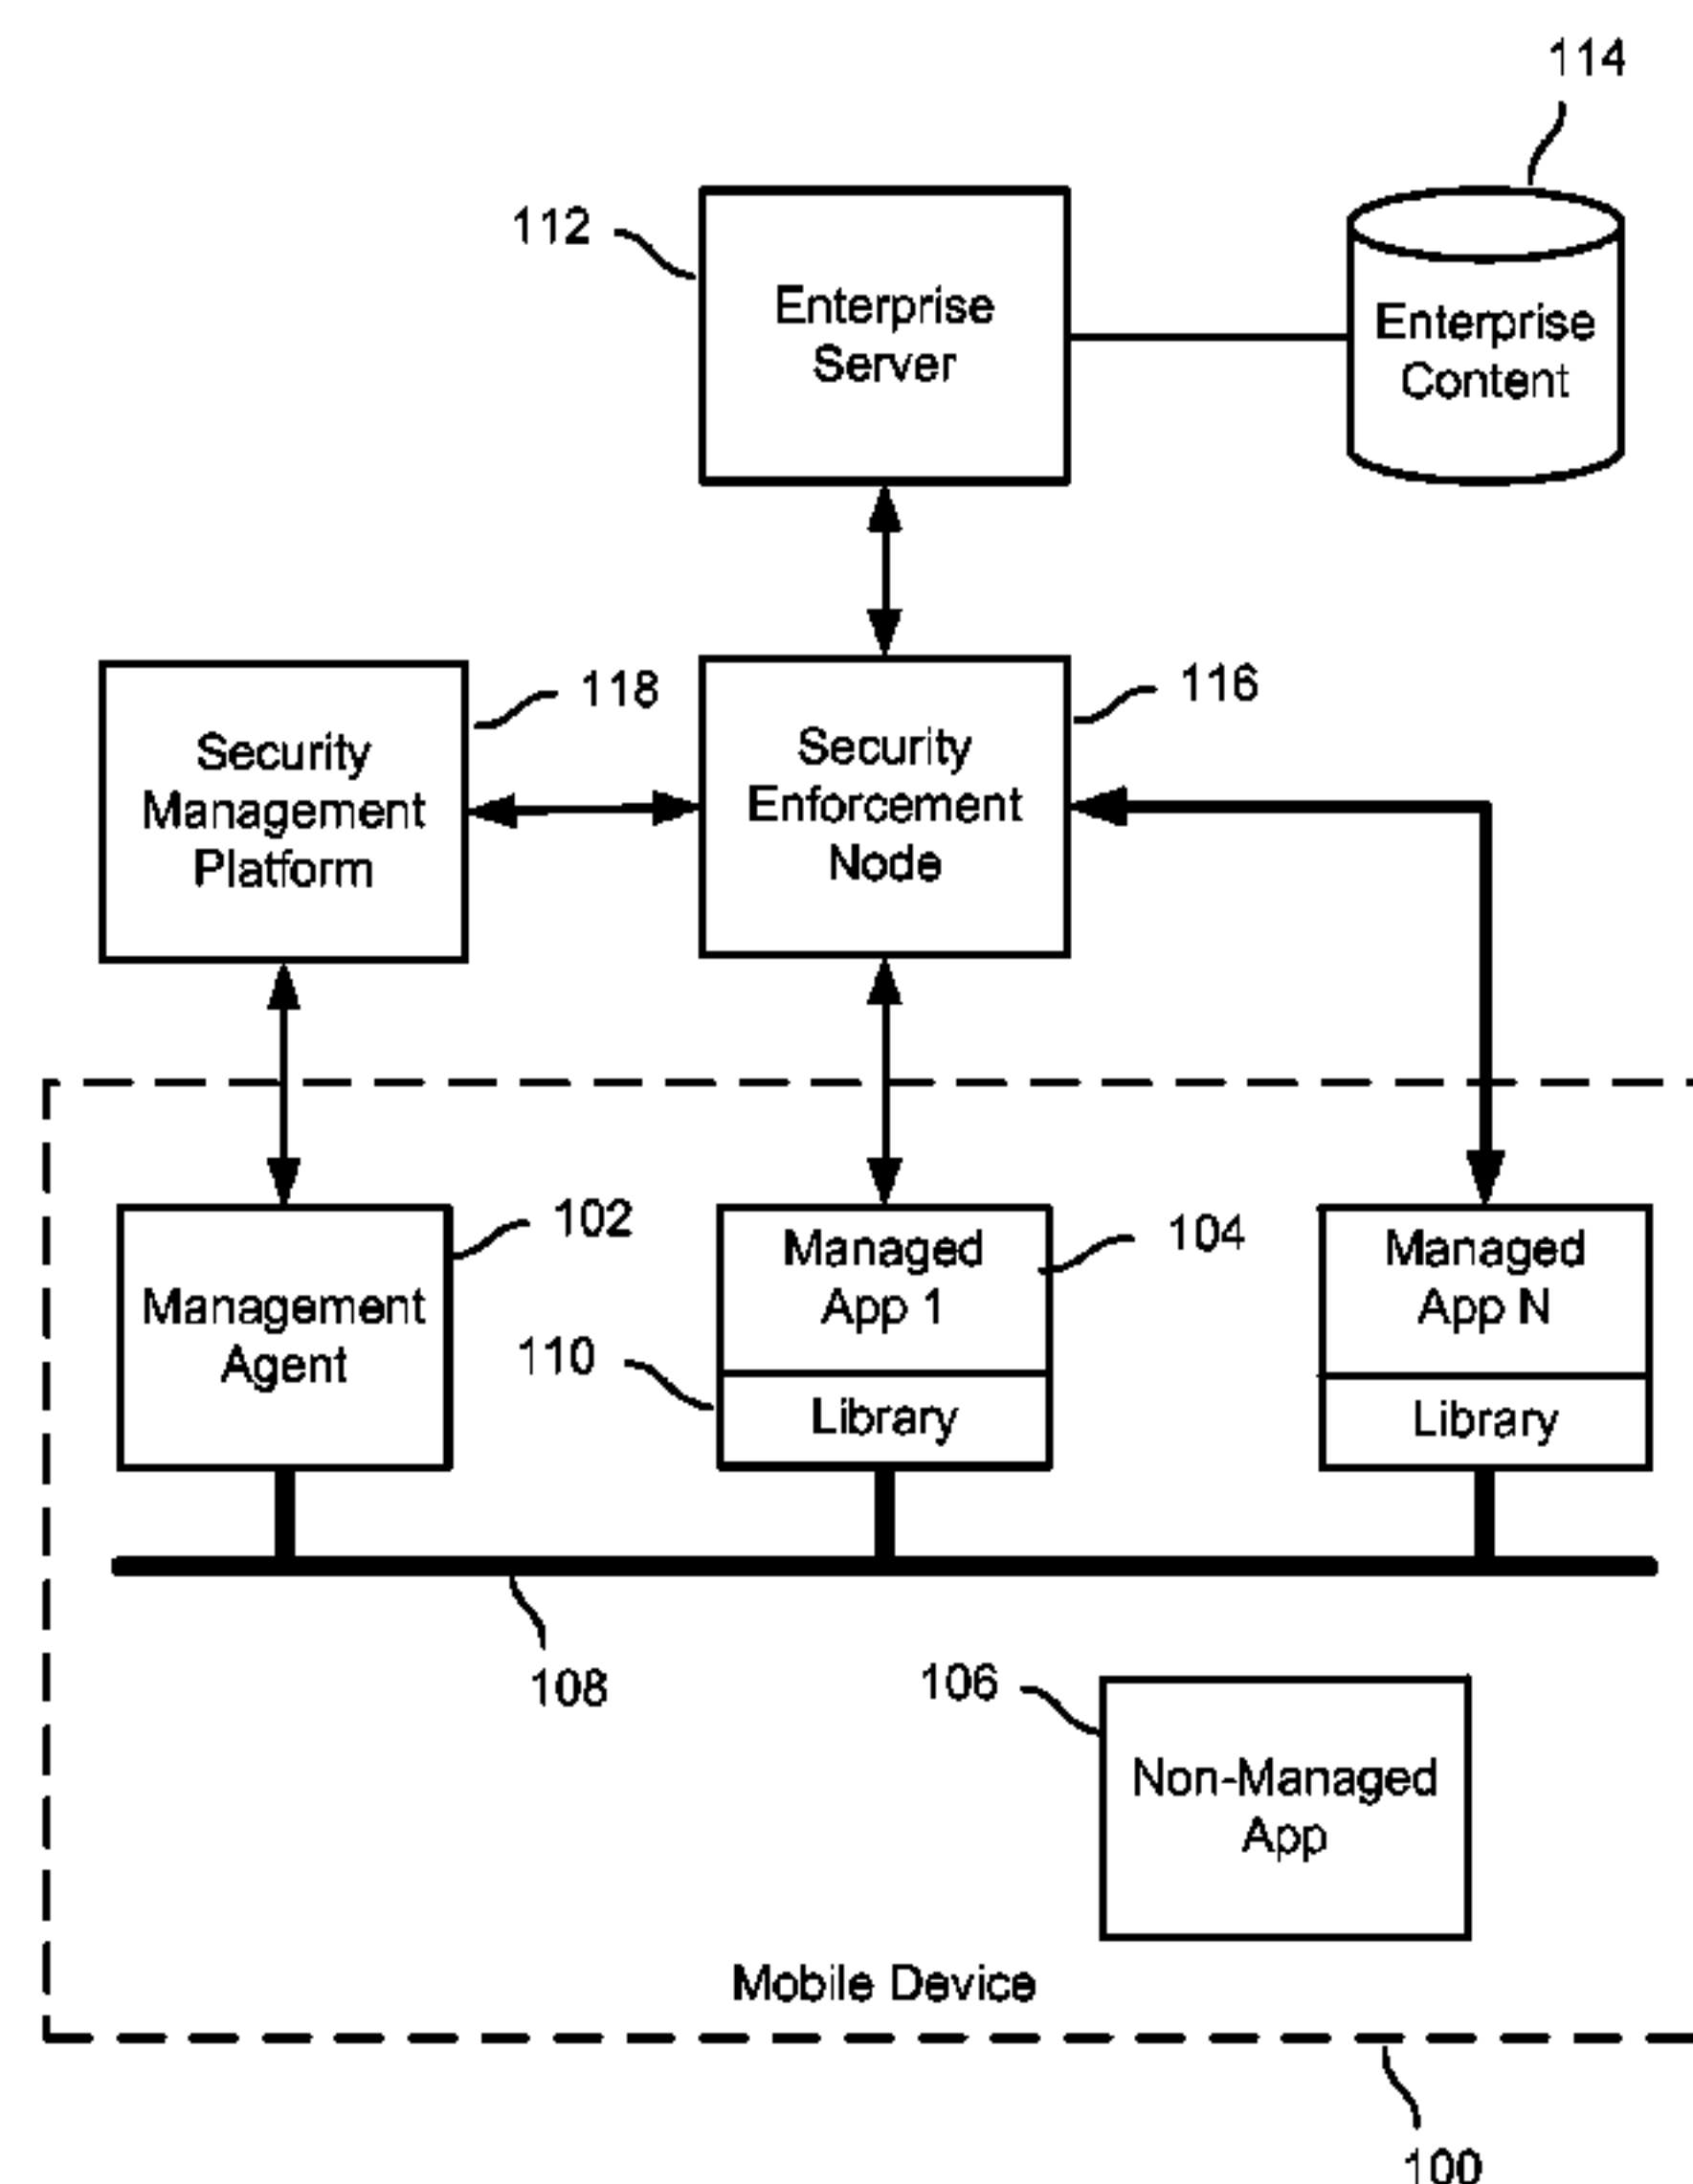 114
112
Enterprise
Server
Enterprise
Content
118
116
Security
Management
Platform
Security
Enforcement
Node
102
104
Management
Agent
Managed
App 1
Managed
App N
110
Library
Library
108
106
Non-Managed
App
Mobile Device
100